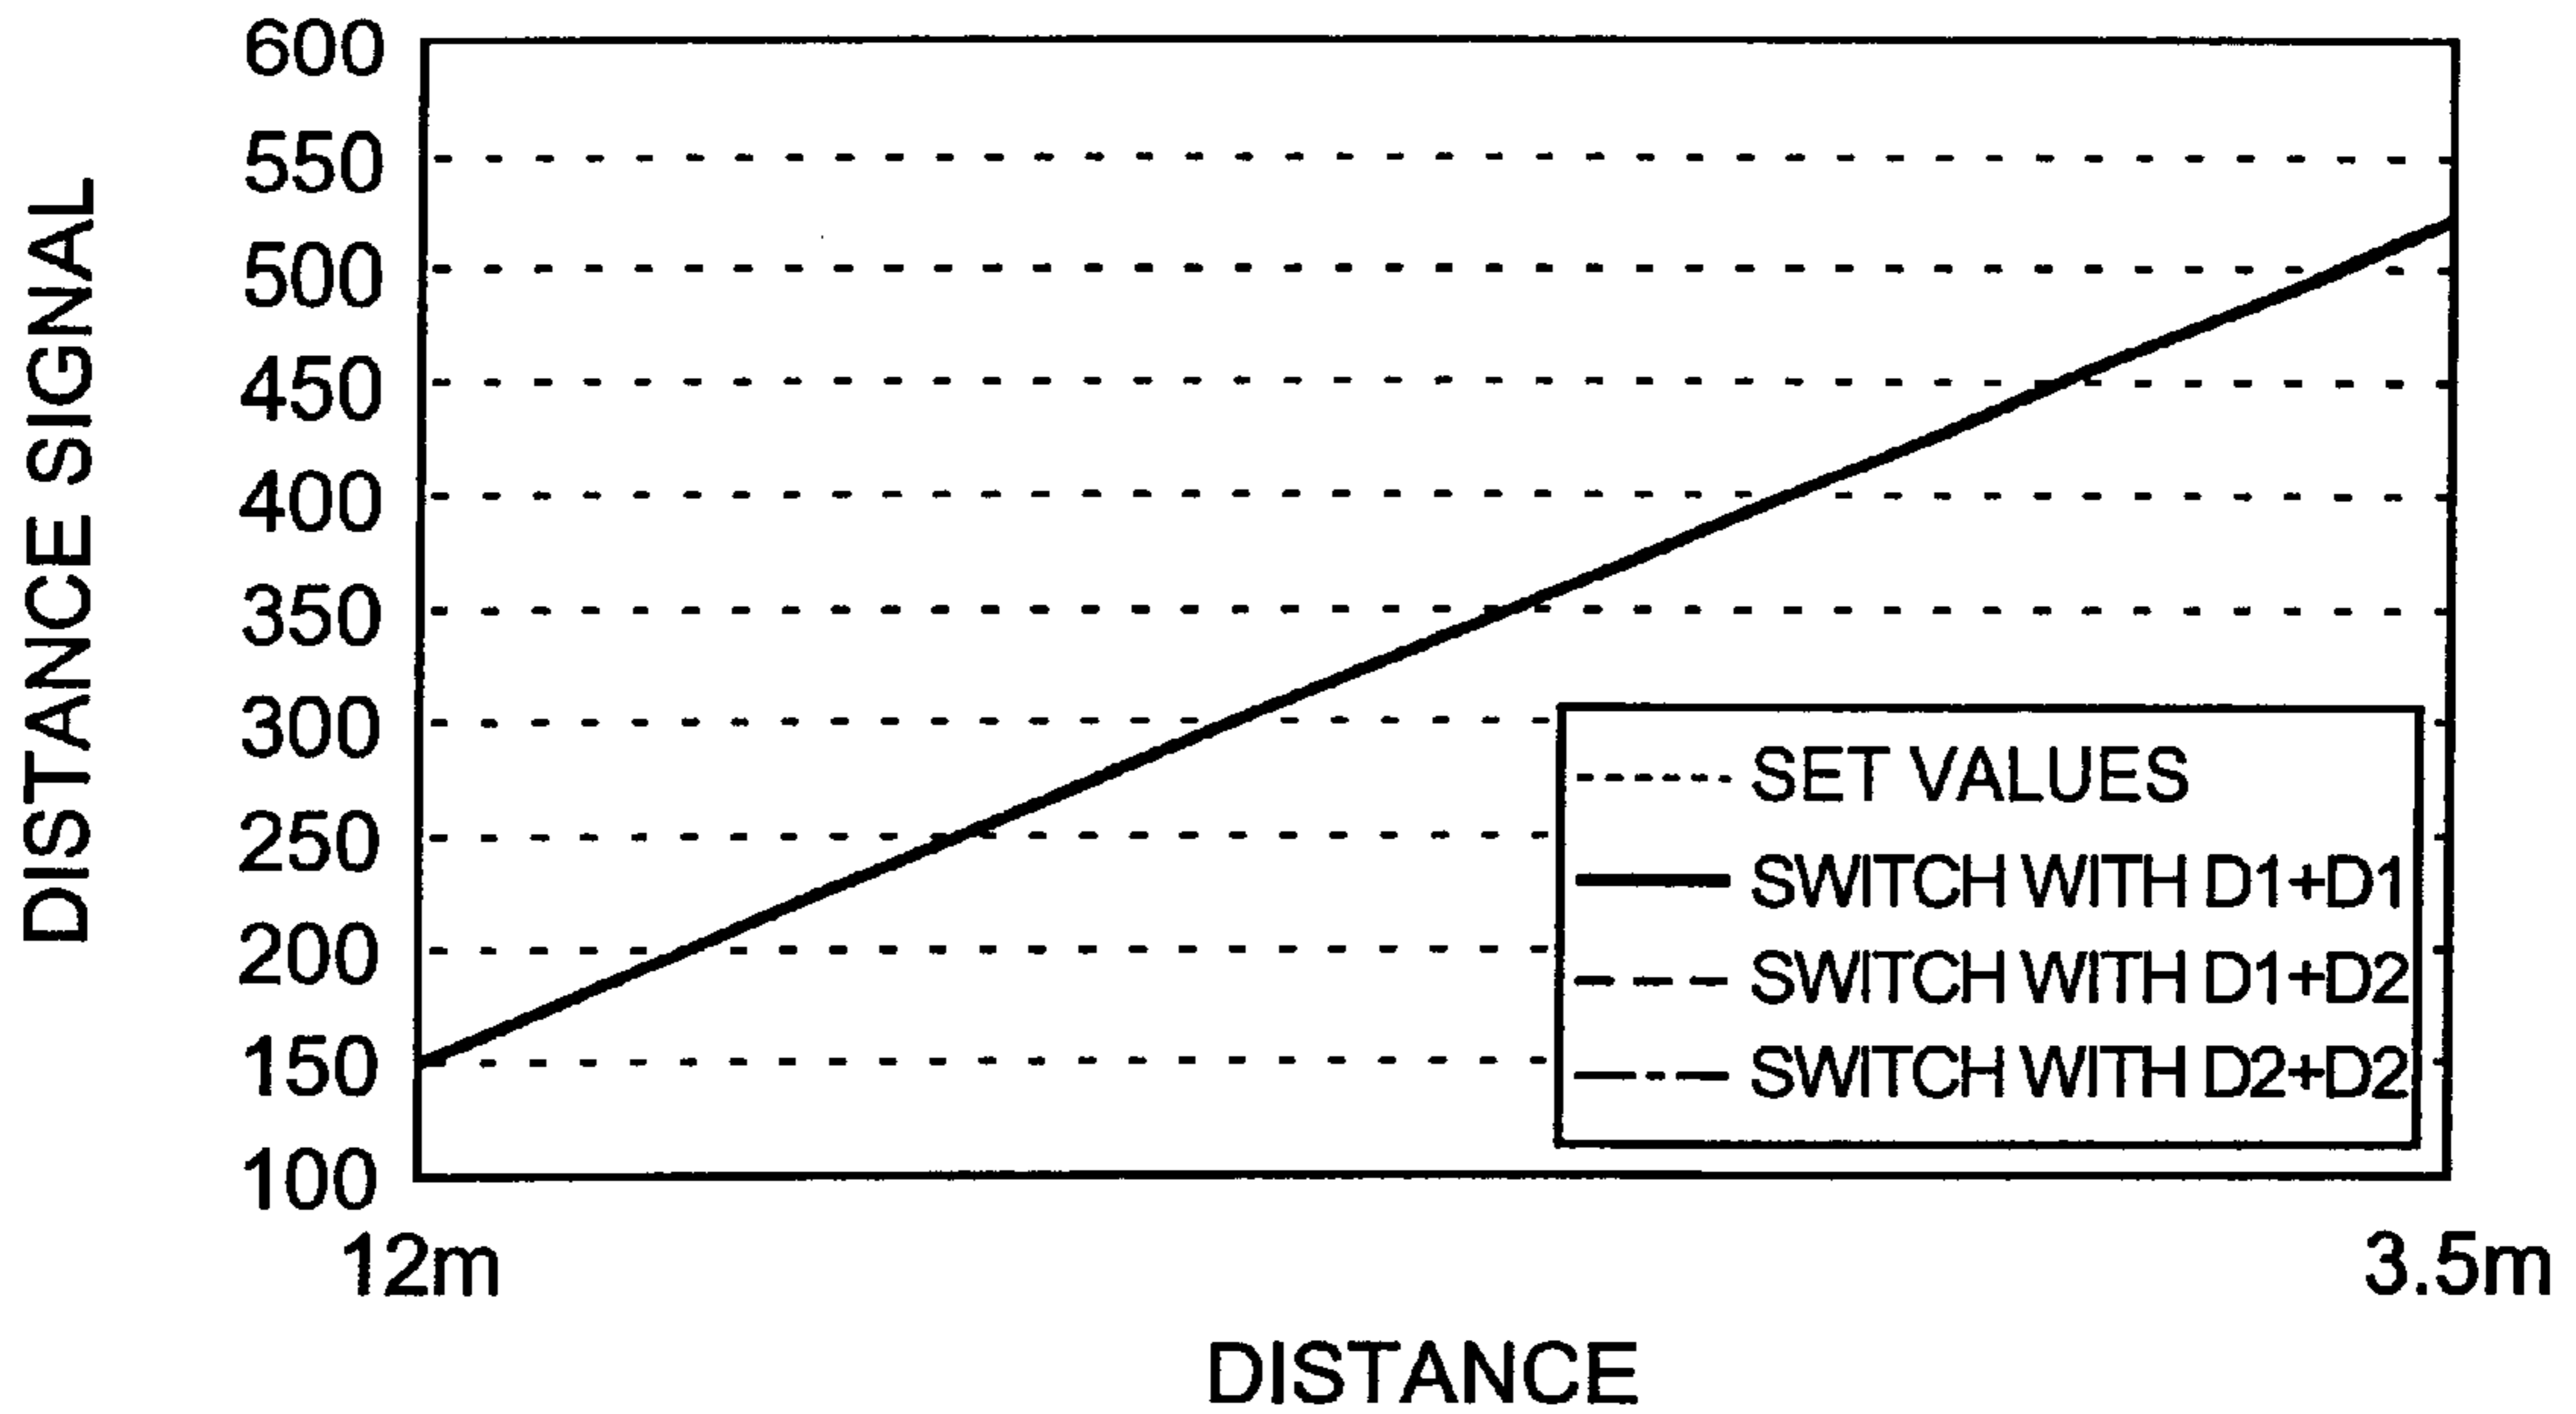 DISTANCE SIGNAL
600
550
500
450
400
350
300
250
200
150
100
12m
3.5m
DISTANCE
SET VALUES
SWITCH WITH D1+D1
SWITCH WITH D1+D2
SWITCH WITH D2+D2